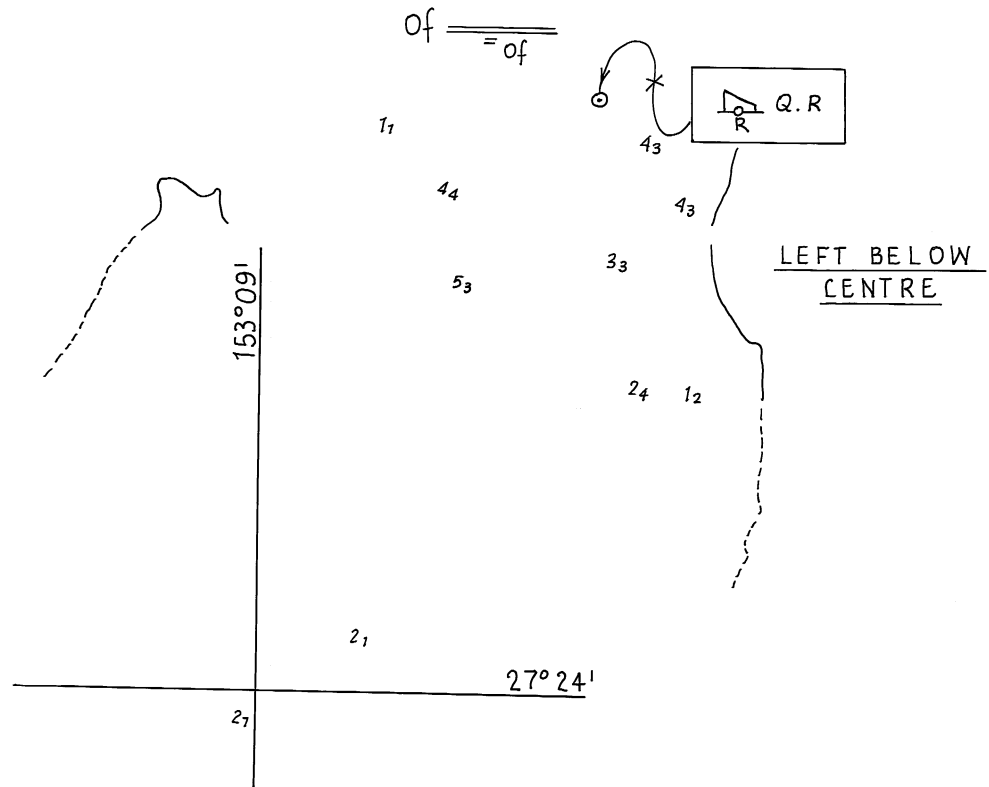 Of
= Of
Q.R
R
1₁
4₃
4₄
4₃
3₃
LEFT BELOW
CENTRE
5₃
153°09'
2₄ 1₂
2₁
27°24'
2₇